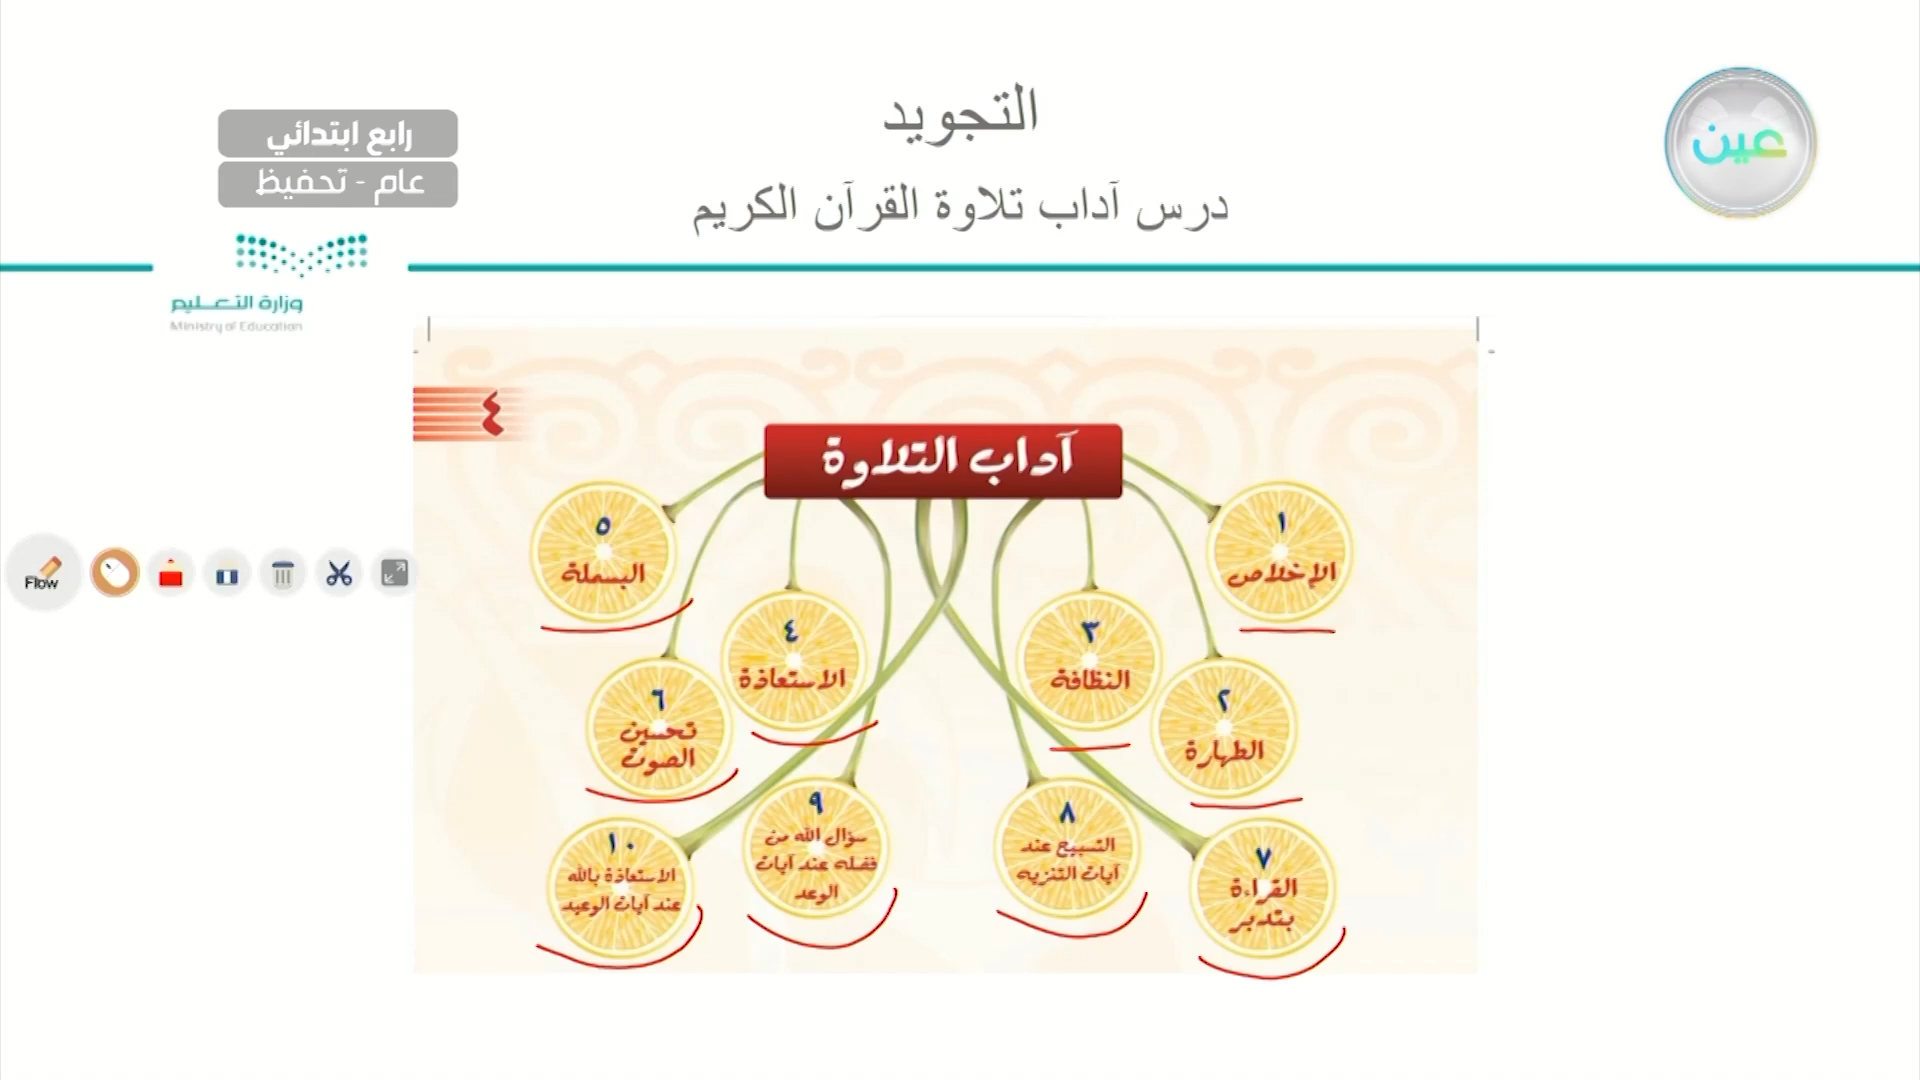 التجويد
درس آداب تلاوة القرآن الكريم
عين
رابع ابتدائي
عام - تحفيظ
وزارة التعليم
Ministry of Education
٤
آداب التلاوة
١
الإخلاص
٢
الطهارة
٣
النظافة
٤
الاستعاذة
٥
البسملة
٦
تحسين
الصوت
٧
القراءة
بتدبر
٨
التسبيح عند
آيات التنزيه
٩
سؤال الله من
فضله عند آيات
الوعد
١٠
الاستعاذة بالله
عند آيات الوعيد
Flow